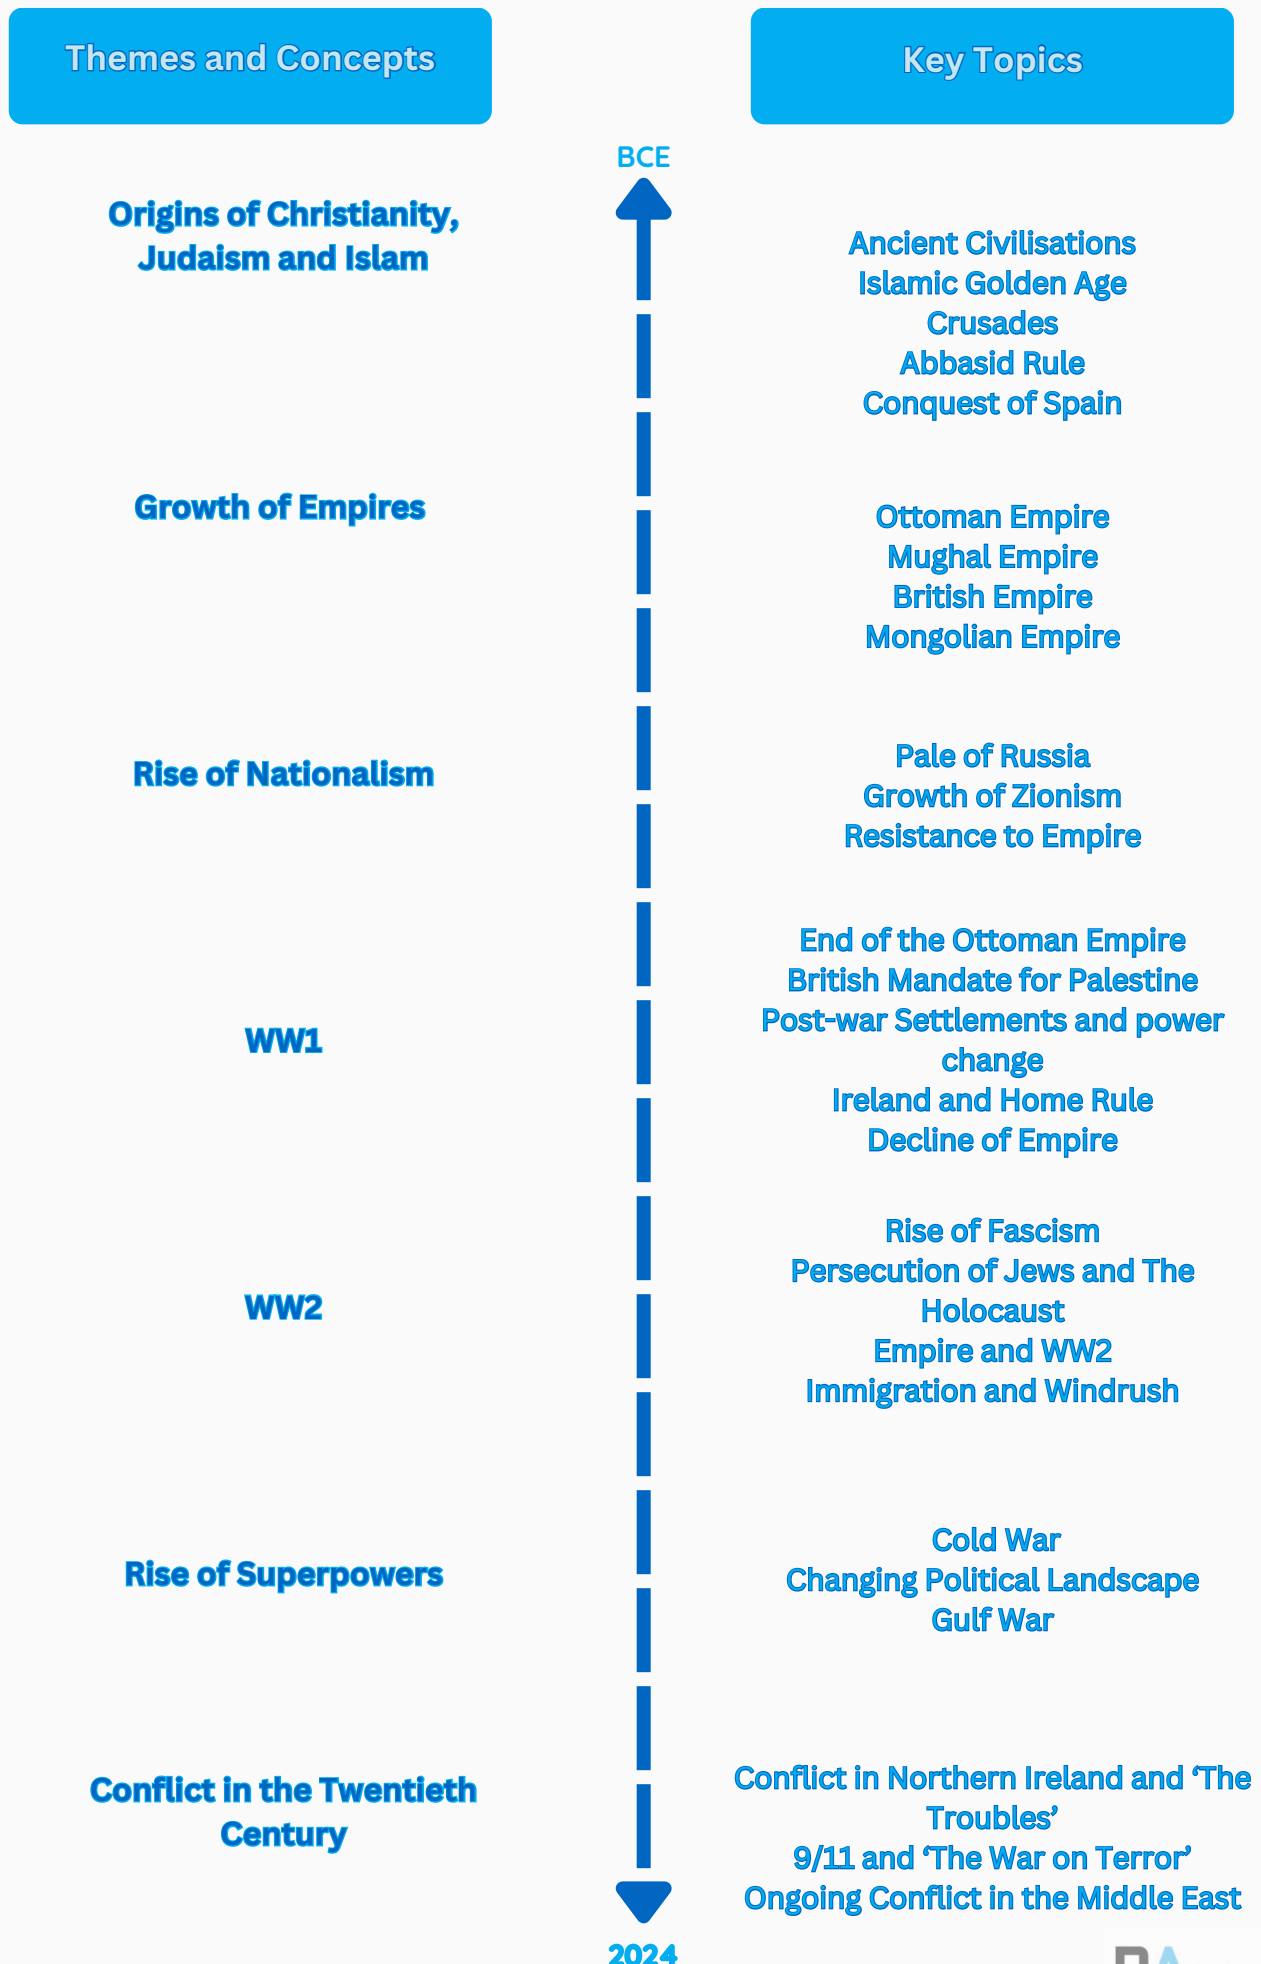 Themes and Concepts
Key Topics
BCE
Origins of Christianity,
Judaism and Islam
Ancient Civilisations
Islamic Golden Age
Crusades
Abbasid Rule
Conquest of Spain
Growth of Empires
Ottoman Empire
Mughal Empire
British Empire
Mongolian Empire
Rise of Nationalism
Pale of Russia
Growth of Zionism
Resistance to Empire
WW1
End of the Ottoman Empire
British Mandate for Palestine
Post-war Settlements and power
change
Ireland and Home Rule
Decline of Empire
WW2
Rise of Fascism
Persecution of Jews and The
Holocaust
Empire and WW2
Immigration and Windrush
Rise of Superpowers
Cold War
Changing Political Landscape
Gulf War
Conflict in the Twentieth
Century
Conflict in Northern Ireland and ‘The
Troubles’
9/11 and ‘The War on Terror’
Ongoing Conflict in the Middle East
2024